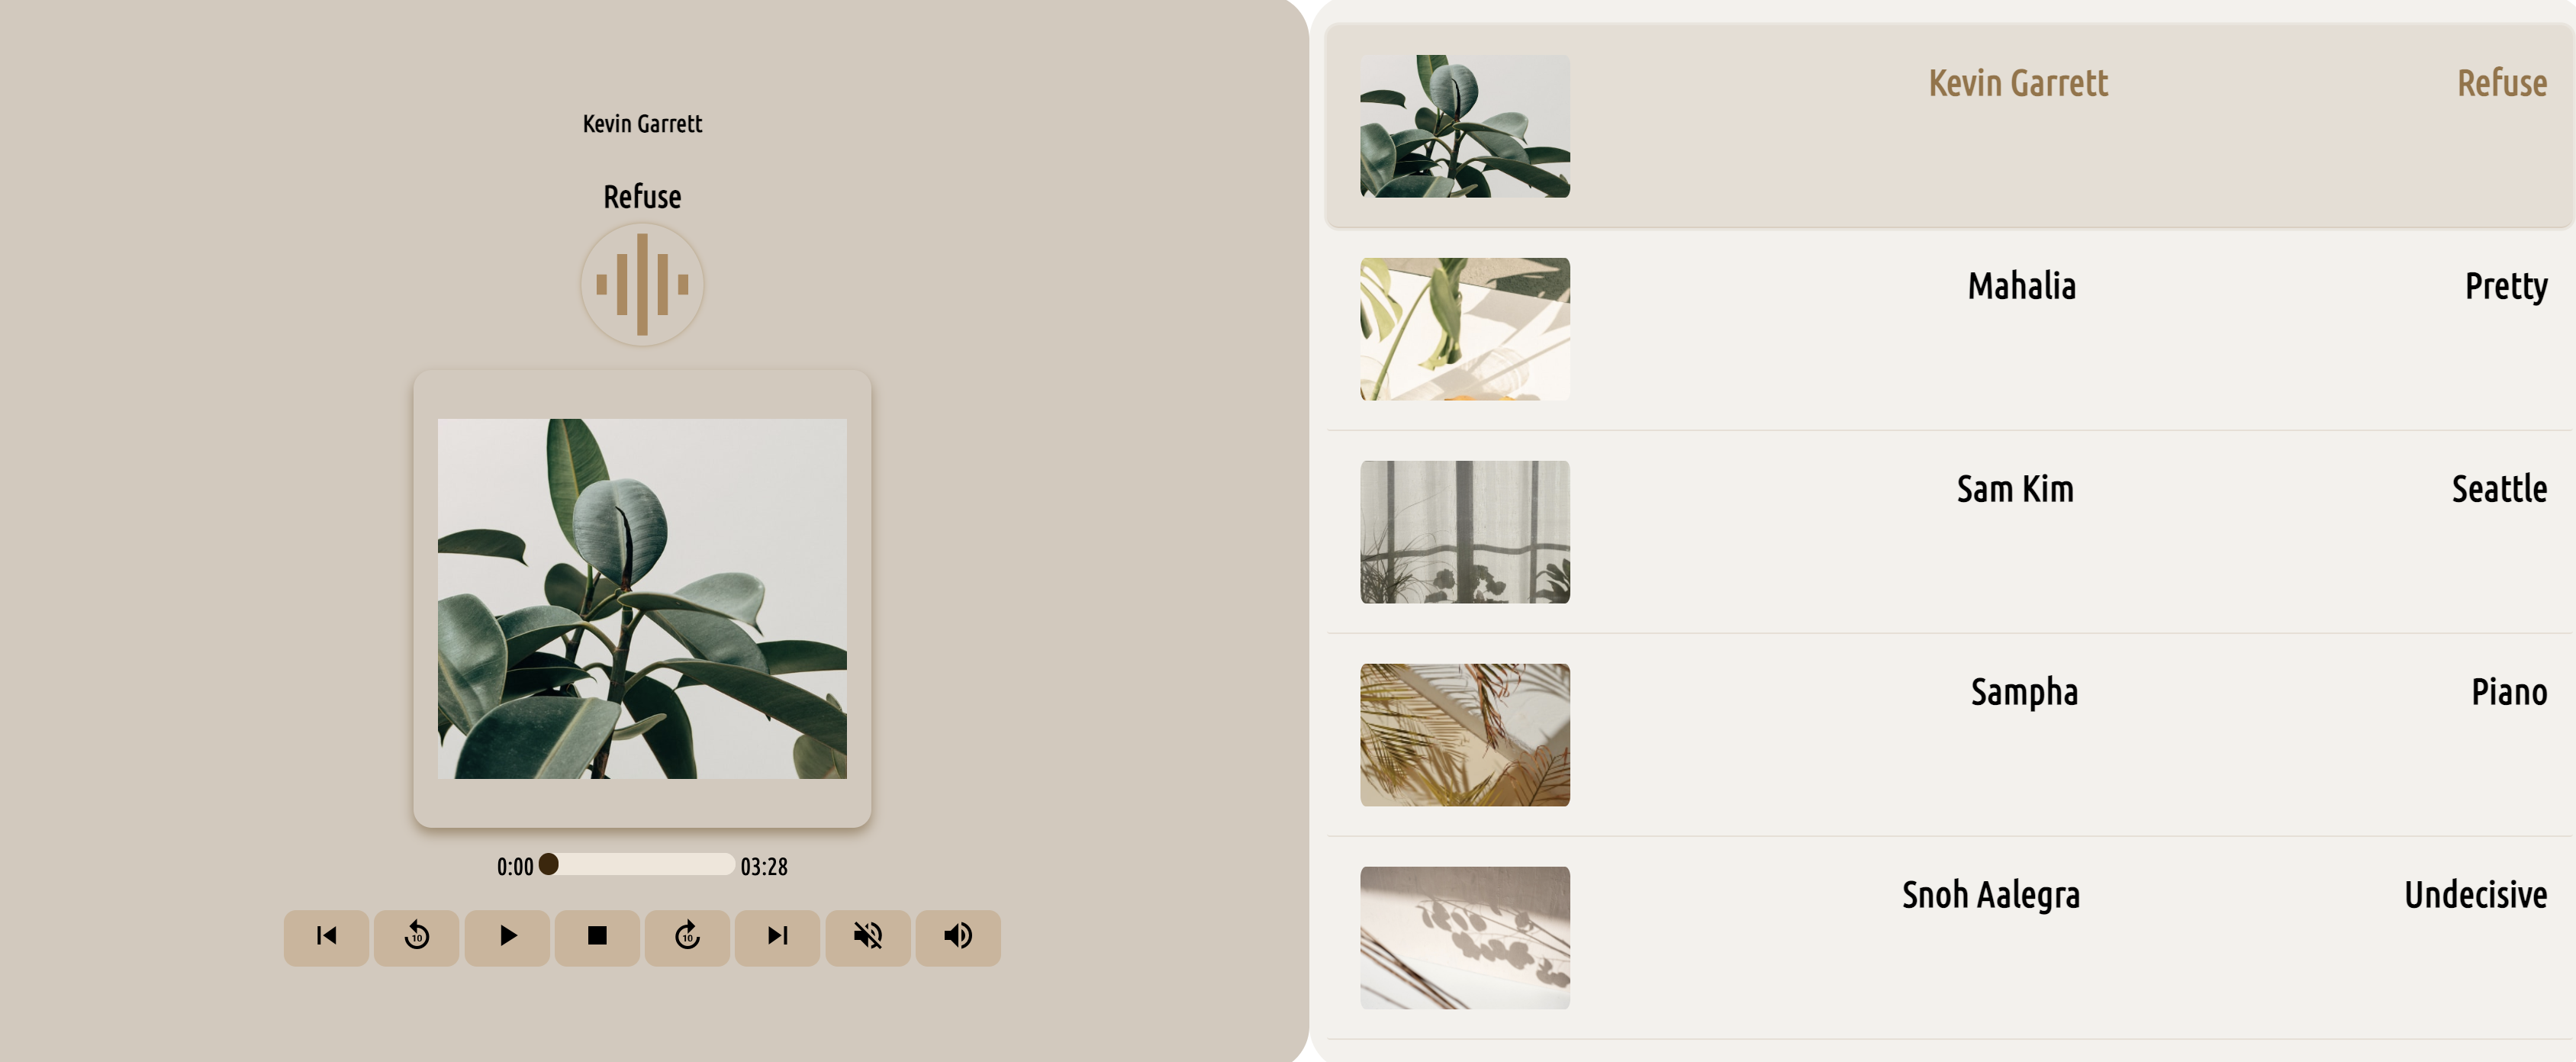 Kevin Garrett
Refuse
0:00 03:28
10 10
Kevin Garrett Refuse
Mahalia Pretty
Sam Kim Seattle
Sampha Piano
Snoh Aalegra Undecisive